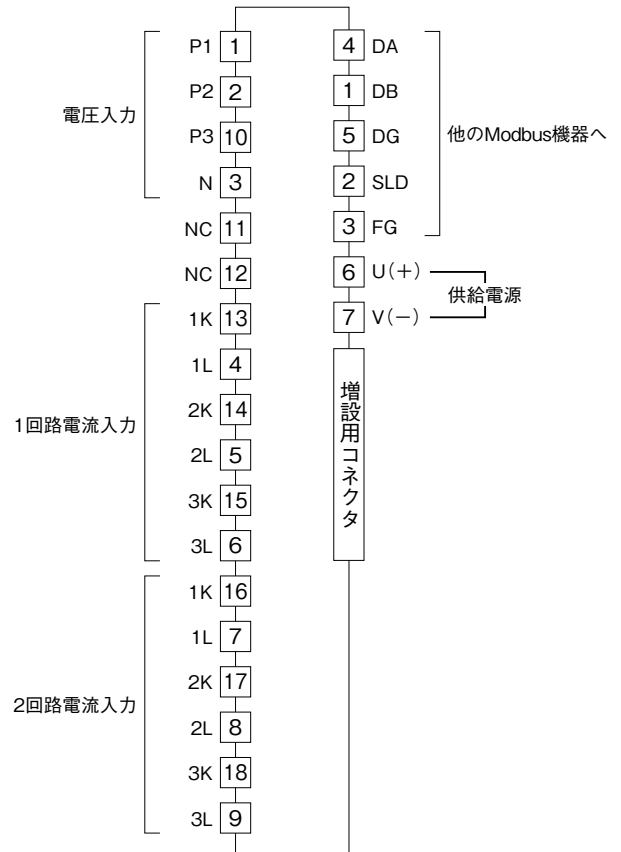 電圧入力
P1 1
P2 2
P3 10
N 3
NC 11
NC 12
1回路電流入力
1K 13
1L 4
2K 14
2L 5
3K 15
3L 6
2回路電流入力
1K 16
1L 7
2K 17
2L 8
3K 18
3L 9
4 DA
1 DB
5 DG
2 SLD
3 FG
他のModbus機器へ
6 U(+)
7 V(−)
供給電源
増設用コネクタ